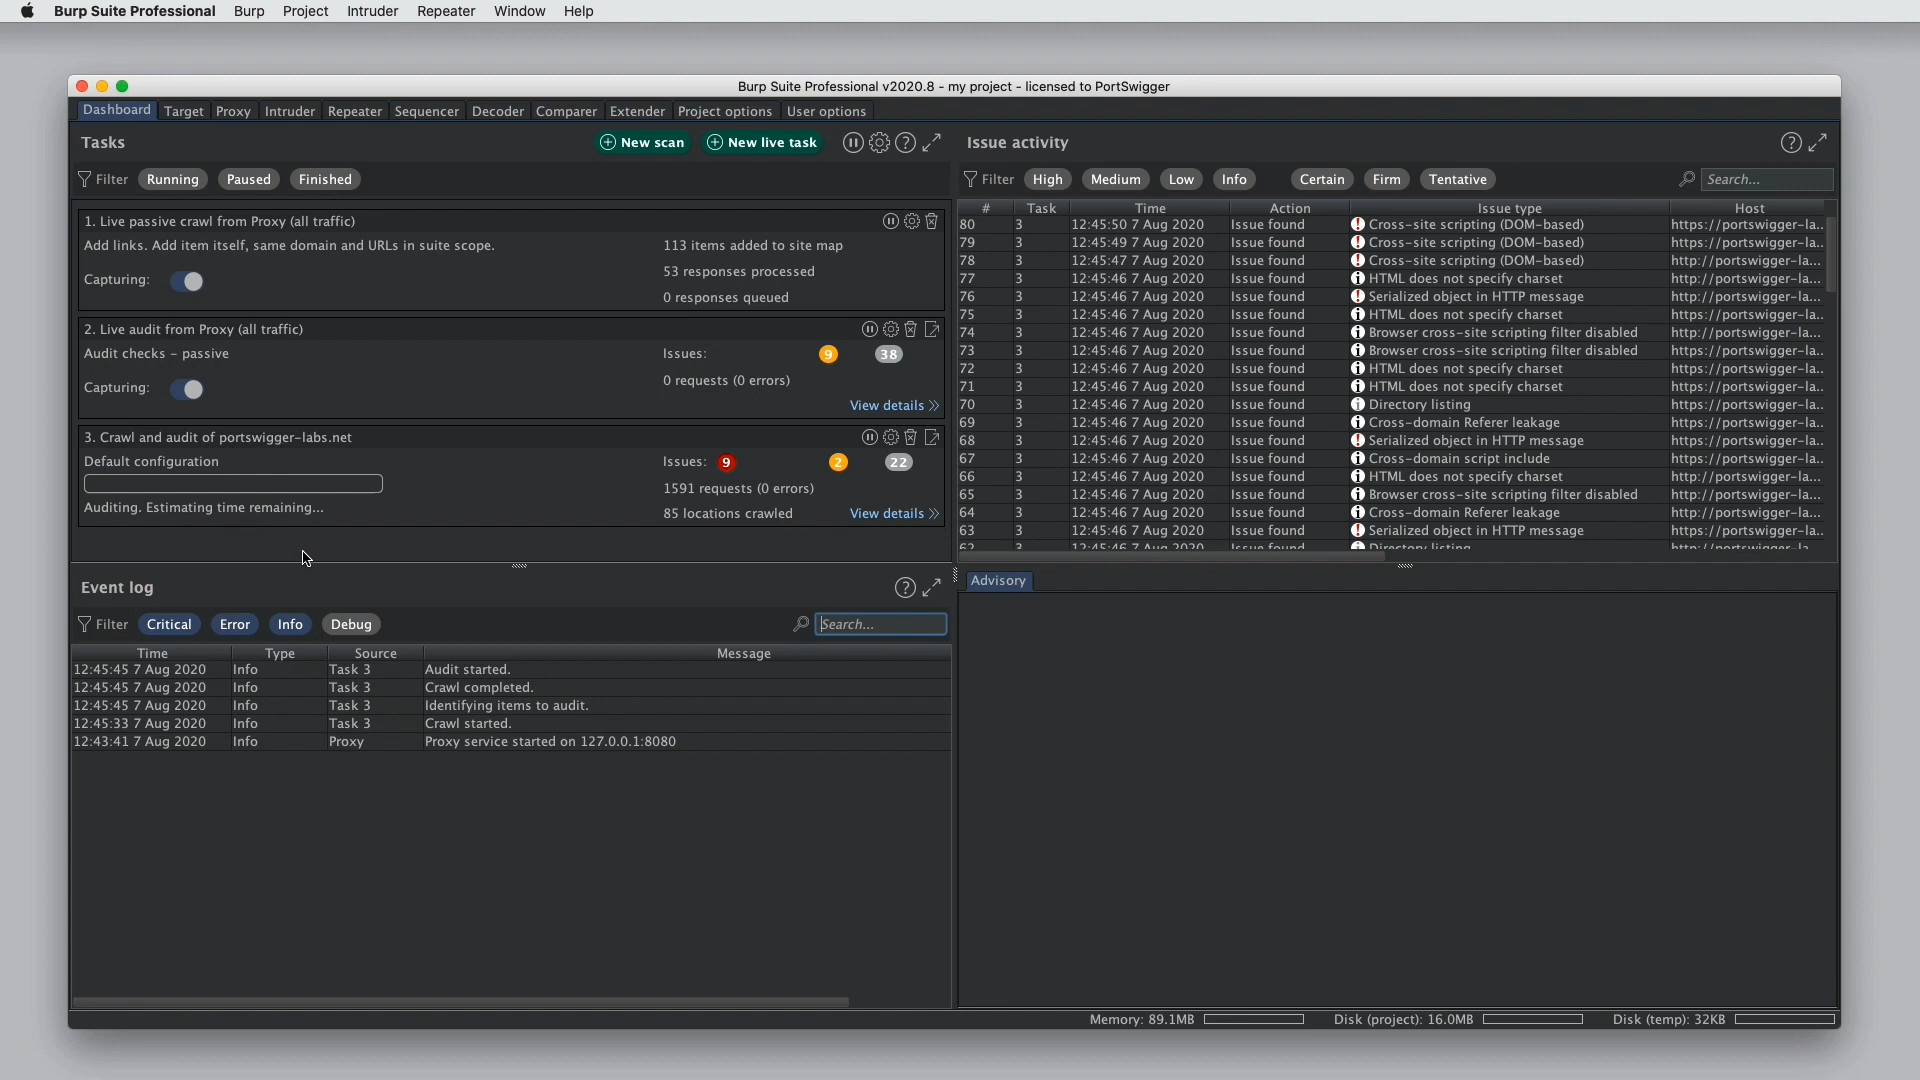 Burp Suite Professional Burp Project Intruder Repeater Window Help
Burp Suite Professional v2020.8 - my project - licensed to PortSwigger
Dashboard Target Proxy Intruder Repeater Sequencer Decoder Comparer Extender Project options User options
Tasks
New scan
New live task
Filter Running Paused Finished
1. Live passive crawl from Proxy (all traffic)
Add links. Add item itself, same domain and URLs in suite scope.
113 items added to site map
53 responses processed
Capturing:
0 responses queued
2. Live audit from Proxy (all traffic)
Audit checks - passive
Issues: 9 38
0 requests (0 errors)
Capturing:
View details
3. Crawl and audit of portswigger-labs.net
Default configuration
Issues: 9 2 22
1591 requests (0 errors)
Auditing. Estimating time remaining...
85 locations crawled
View details
Event log
Filter Critical Error Info Debug
Search...
Time Type Source Message
12:45:45 7 Aug 2020 Info Task 3 Audit started.
12:45:45 7 Aug 2020 Info Task 3 Crawl completed.
12:45:45 7 Aug 2020 Info Task 3 Identifying items to audit.
12:45:33 7 Aug 2020 Info Task 3 Crawl started.
12:43:41 7 Aug 2020 Info Proxy Proxy service started on 127.0.0.1:8080
Issue activity
Filter High Medium Low Info Certain Firm Tentative
Search...
# Task Time Action Issue type Host
80 3 12:45:50 7 Aug 2020 Issue found Cross-site scripting (DOM-based) https://portswigger-la...
79 3 12:45:49 7 Aug 2020 Issue found Cross-site scripting (DOM-based) https://portswigger-la...
78 3 12:45:47 7 Aug 2020 Issue found Cross-site scripting (DOM-based) http://portswigger-la...
77 3 12:45:46 7 Aug 2020 Issue found HTML does not specify charset http://portswigger-la...
76 3 12:45:46 7 Aug 2020 Issue found Serialized object in HTTP message http://portswigger-la...
75 3 12:45:46 7 Aug 2020 Issue found HTML does not specify charset http://portswigger-la...
74 3 12:45:46 7 Aug 2020 Issue found Browser cross-site scripting filter disabled http://portswigger-la...
73 3 12:45:46 7 Aug 2020 Issue found Browser cross-site scripting filter disabled https://portswigger-la...
72 3 12:45:46 7 Aug 2020 Issue found HTML does not specify charset https://portswigger-la...
71 3 12:45:46 7 Aug 2020 Issue found HTML does not specify charset https://portswigger-la...
70 3 12:45:46 7 Aug 2020 Issue found Directory listing https://portswigger-la...
69 3 12:45:46 7 Aug 2020 Issue found Cross-domain Referer leakage https://portswigger-la...
68 3 12:45:46 7 Aug 2020 Issue found Serialized object in HTTP message https://portswigger-la...
67 3 12:45:46 7 Aug 2020 Issue found Cross-domain script include https://portswigger-la...
66 3 12:45:46 7 Aug 2020 Issue found HTML does not specify charset http://portswigger-la...
65 3 12:45:46 7 Aug 2020 Issue found Browser cross-site scripting filter disabled http://portswigger-la...
64 3 12:45:46 7 Aug 2020 Issue found Cross-domain Referer leakage https://portswigger-la...
63 3 12:45:46 7 Aug 2020 Issue found Serialized object in HTTP message https://portswigger-la...
62 3 12:45:46 7 Aug 2020 Issue found Directory listing
Advisory
Memory: 89.1MB Disk (project): 16.0MB Disk (temp): 32KB